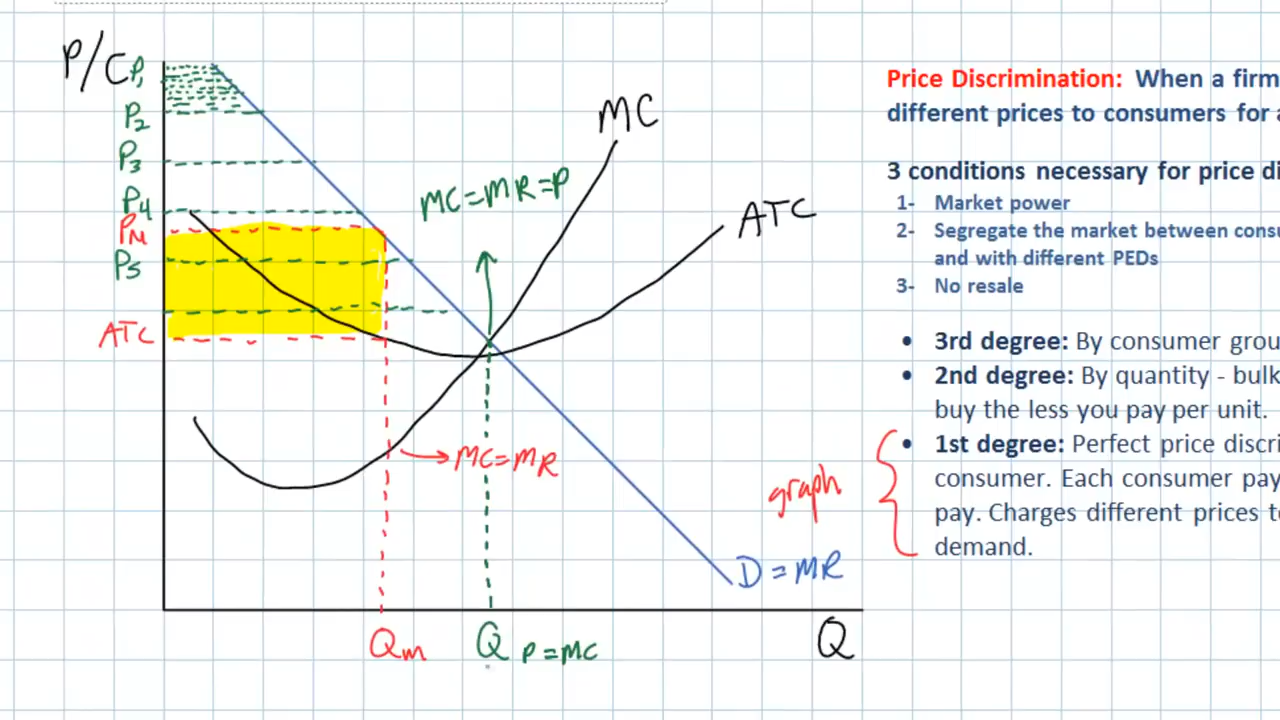 P/C
P1
P2
P3
P4
PM
P5
ATC
MC
MC=MR=P
ATC
MC=MR
D=MR
Qm
Q P=MC
Q
graph
Price Discrimination: When a firm
different prices to consumers for a
3 conditions necessary for price di
1- Market power
2- Segregate the market between consu
and with different PEDs
3- No resale
• 3rd degree: By consumer grou
• 2nd degree: By quantity - bulk
buy the less you pay per unit.
• 1st degree: Perfect price discri
consumer. Each consumer pay
pay. Charges different prices to
demand.